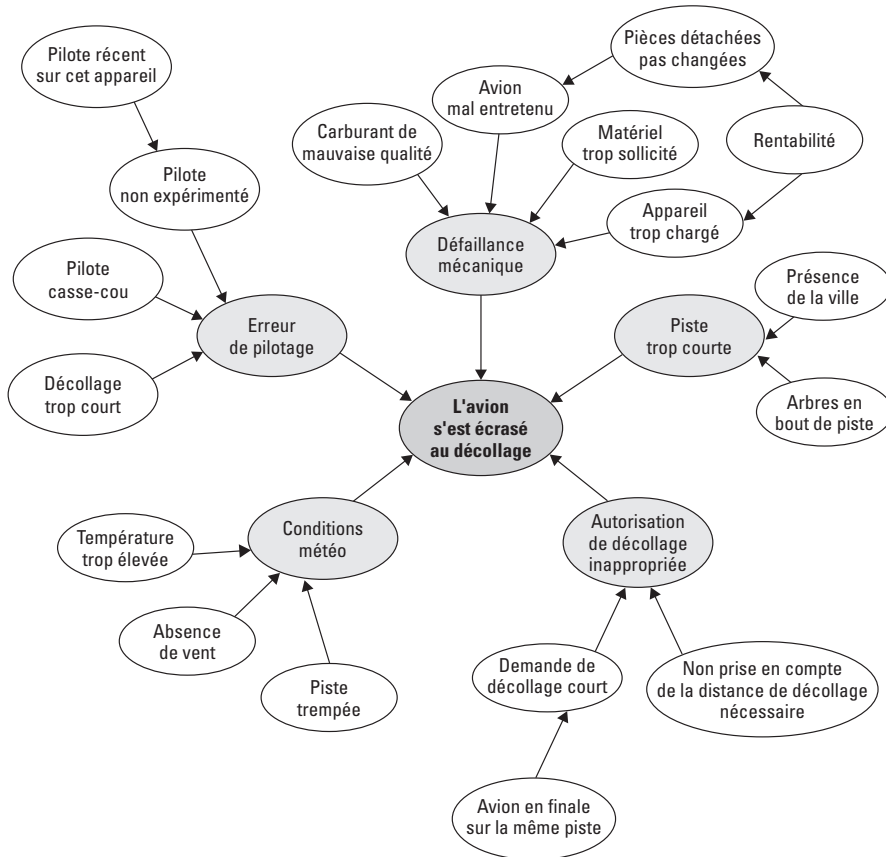 Pilote récent
sur cet appareil
Pièces détachées
pas changées
Avion
mal entretenu
Carburant de
mauvaise qualité
Matériel
trop sollicité
Rentabilité
Pilote
non expérimenté
Appareil
trop chargé
Défaillance
mécanique
Pilote
casse-cou
Présence
de la ville
Erreur
de pilotage
Piste
trop courte
Décollage
trop court
Arbres en
bout de piste
L'avion
s'est écrasé
au décollage
Température
trop élevée
Conditions
météo
Autorisation
de décollage
inappropriée
Absence
de vent
Piste
trempée
Demande de
décollage court
Non prise en compte
de la distance de décollage
nécessaire
Avion en finale
sur la même piste